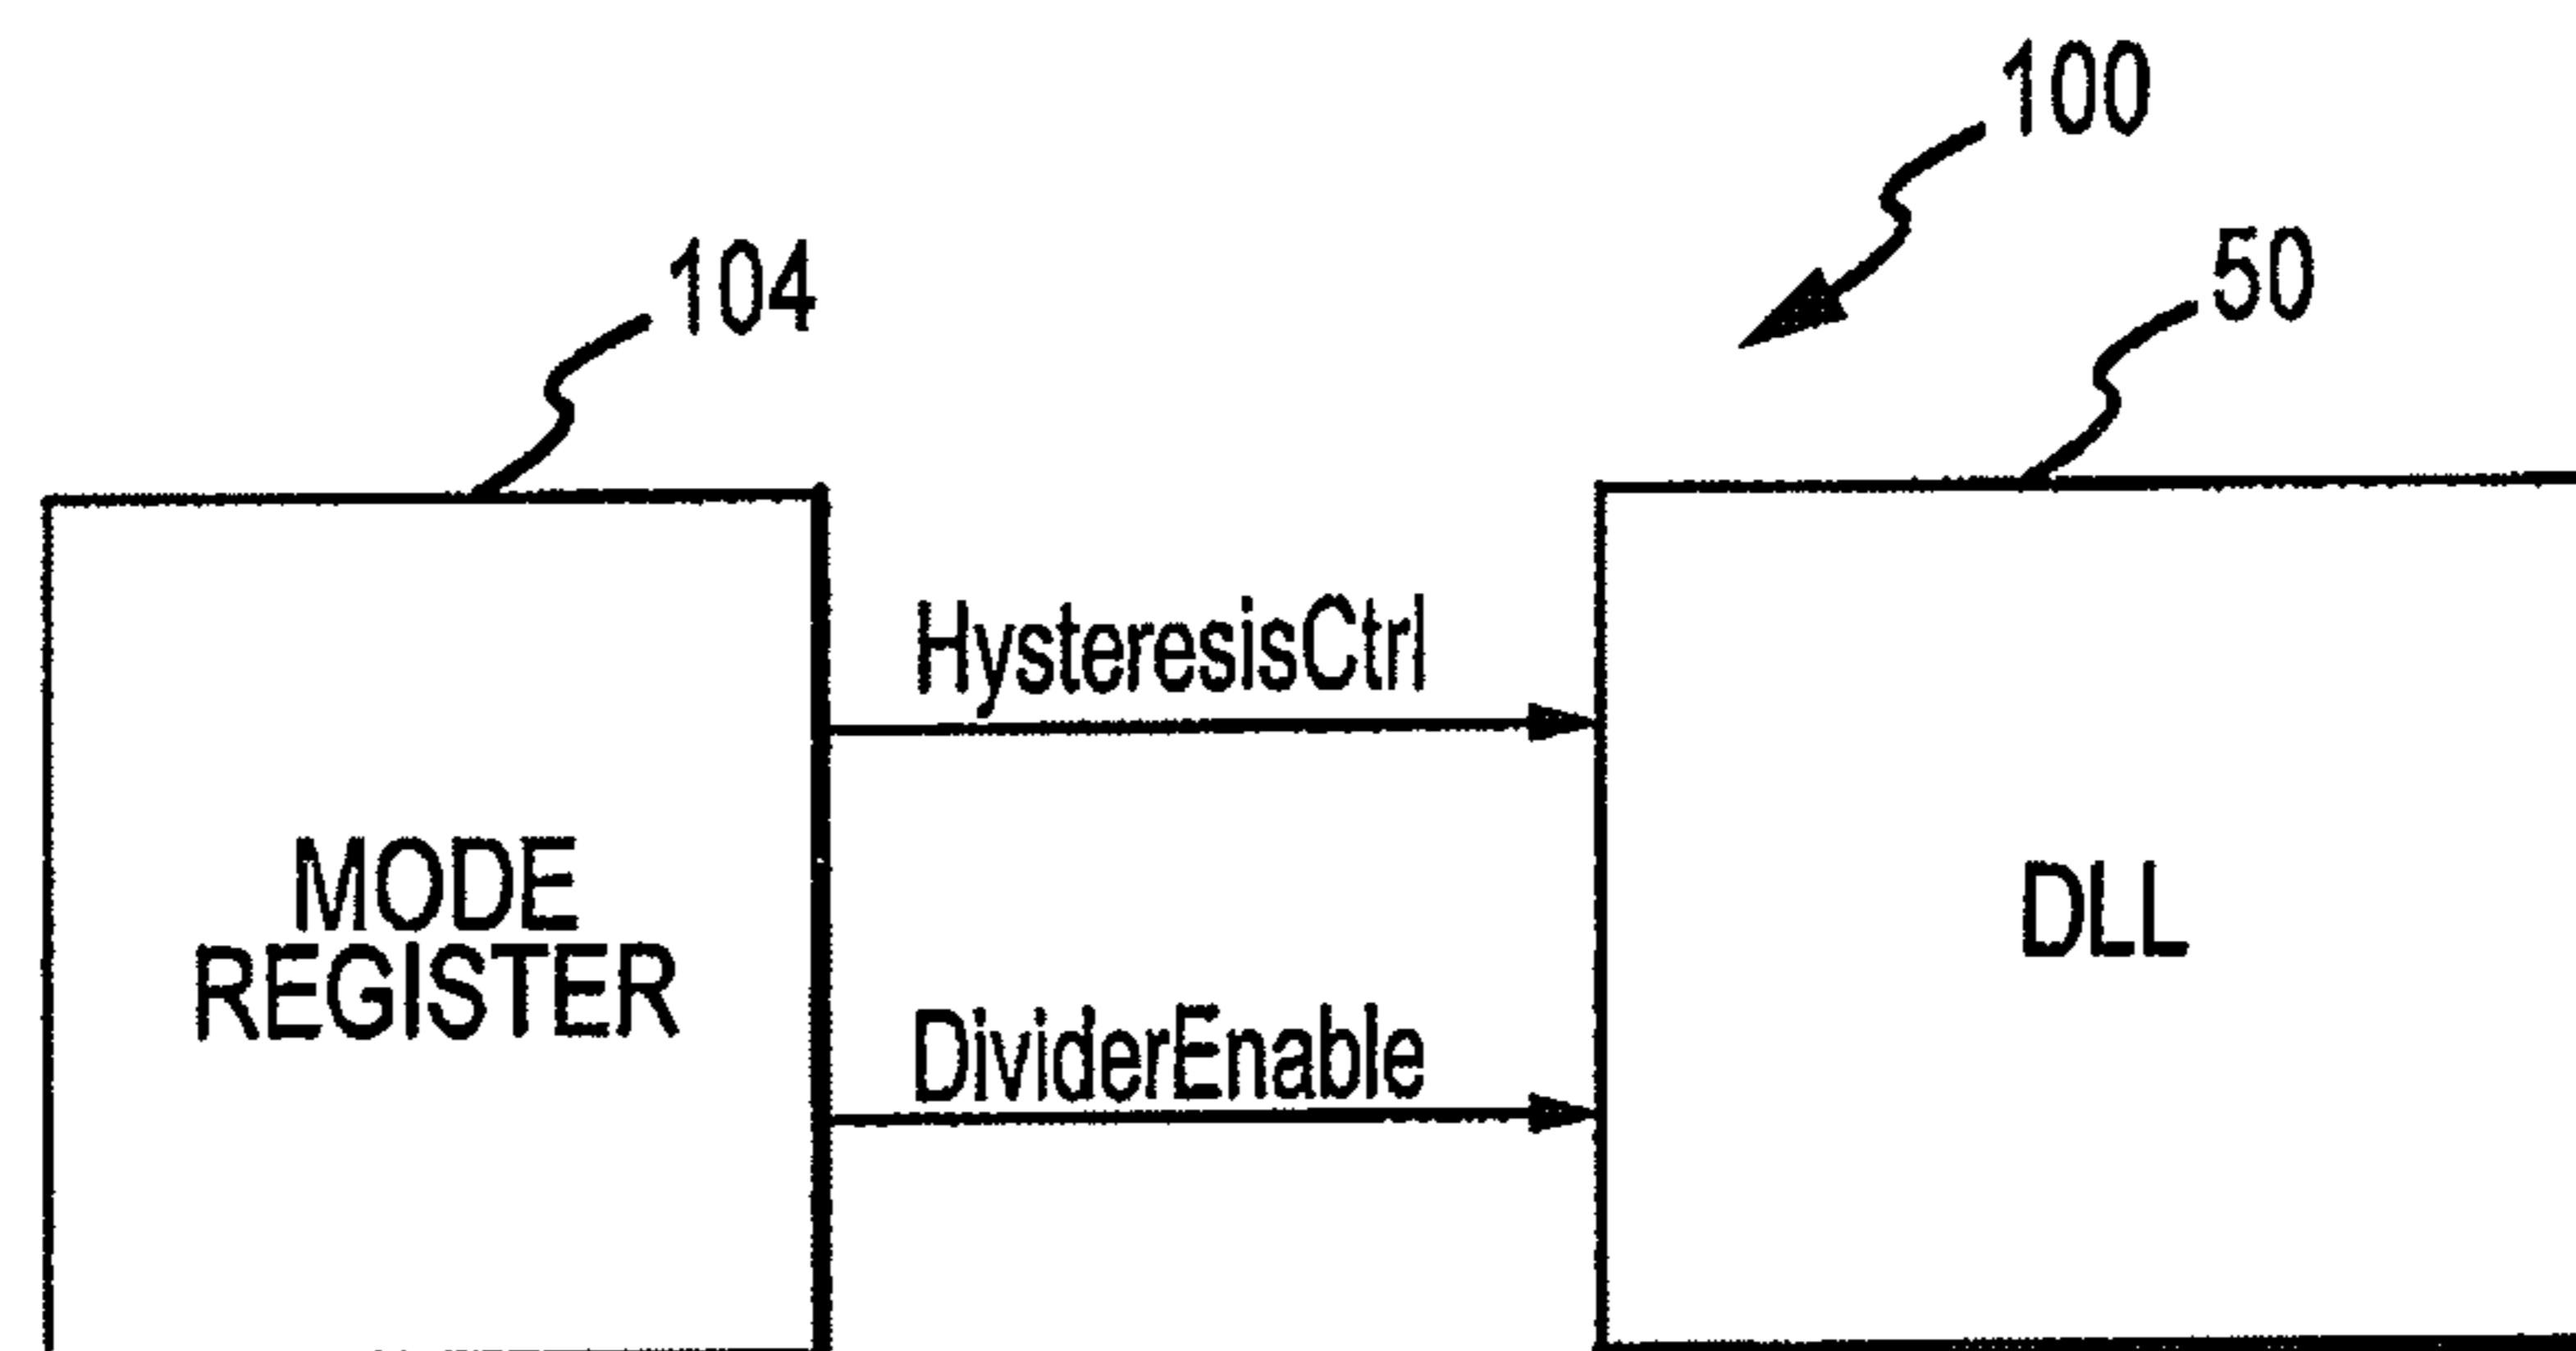 100
104
50
HysteresisCtrl
MODE
REGISTER
DLL
DividerEnable